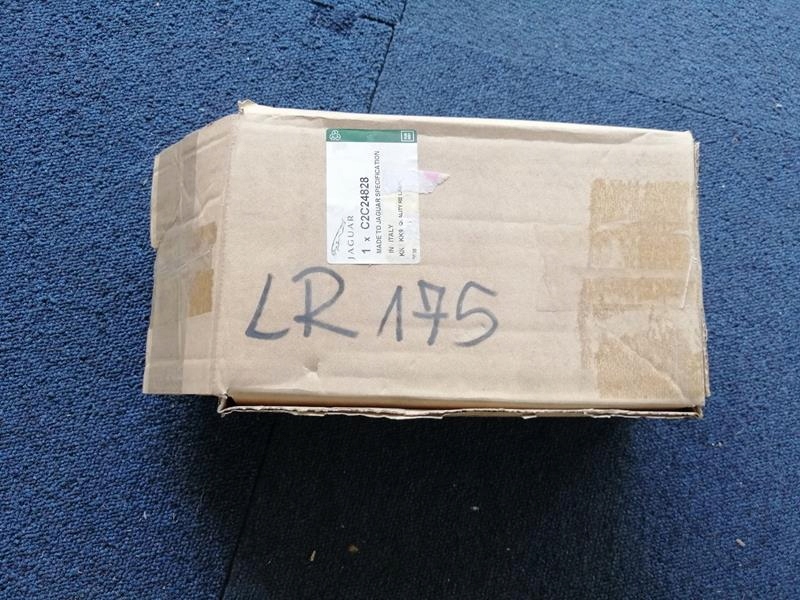 JAGUAR
1 x C2C24828
MADE TO JAGUAR SPECIFICATION
IN ITALY
LR 175